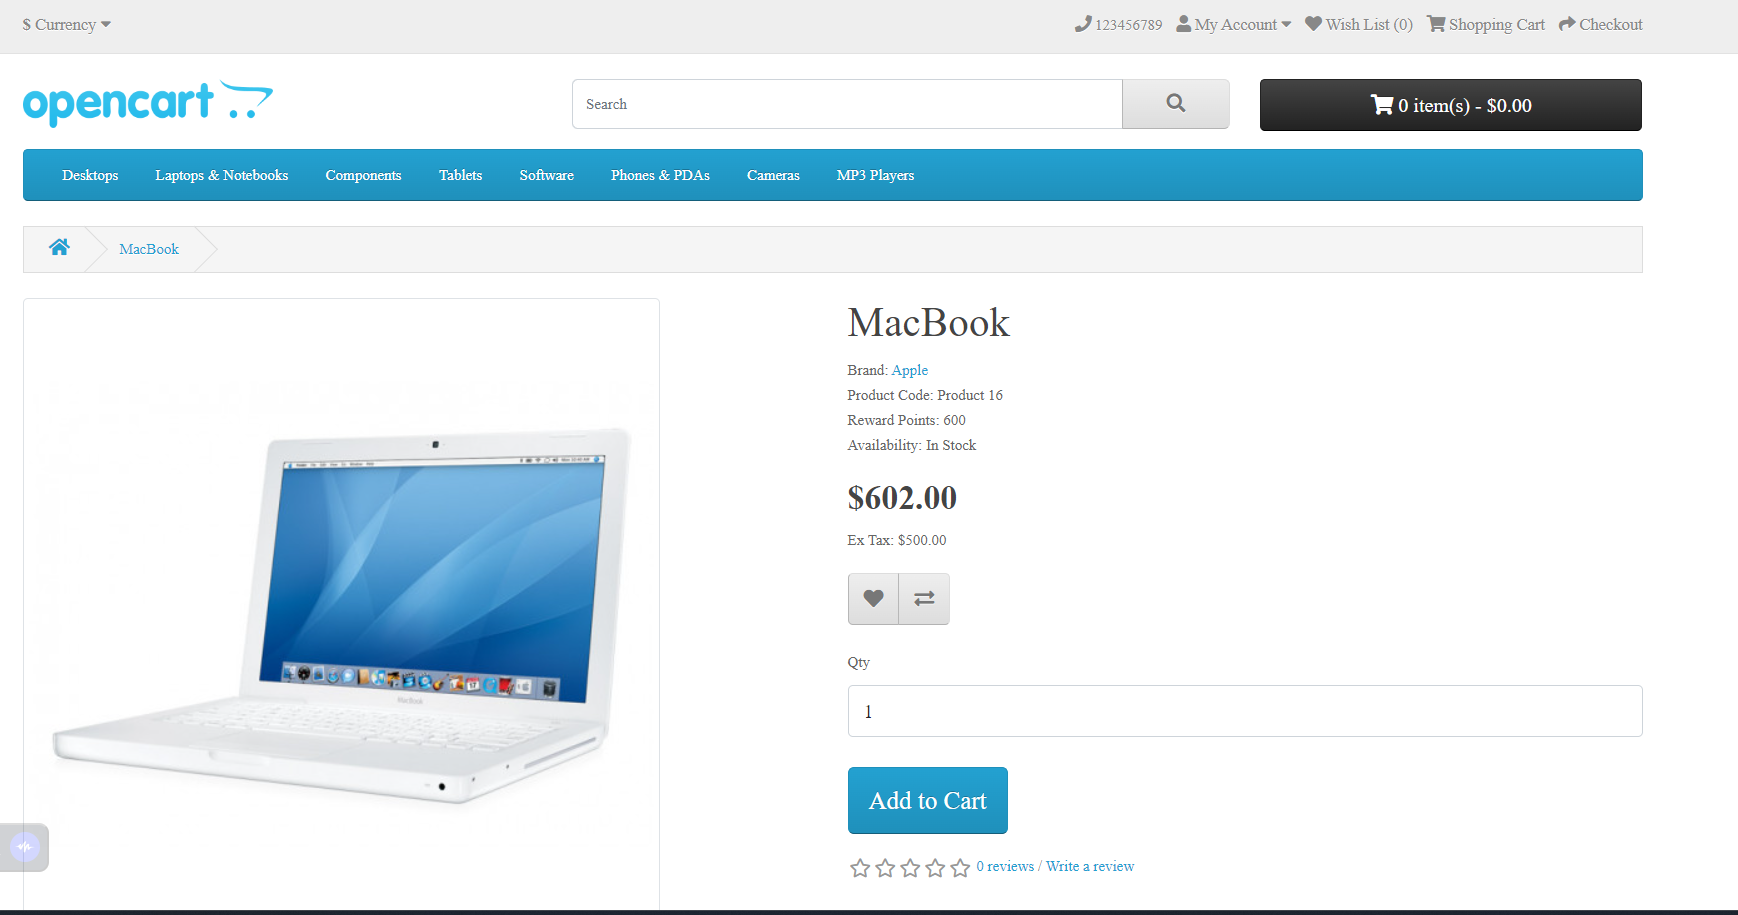 $ Currency
123456789 My Account Wish List (0) Shopping Cart Checkout
opencart
Search
0 item(s) - $0.00
Desktops Laptops & Notebooks Components Tablets Software Phones & PDAs Cameras MP3 Players
MacBook
MacBook
Brand: Apple
Product Code: Product 16
Reward Points: 600
Availability: In Stock
$602.00
Ex Tax: $500.00
Qty
1
Add to Cart
0 reviews / Write a review
MacBook